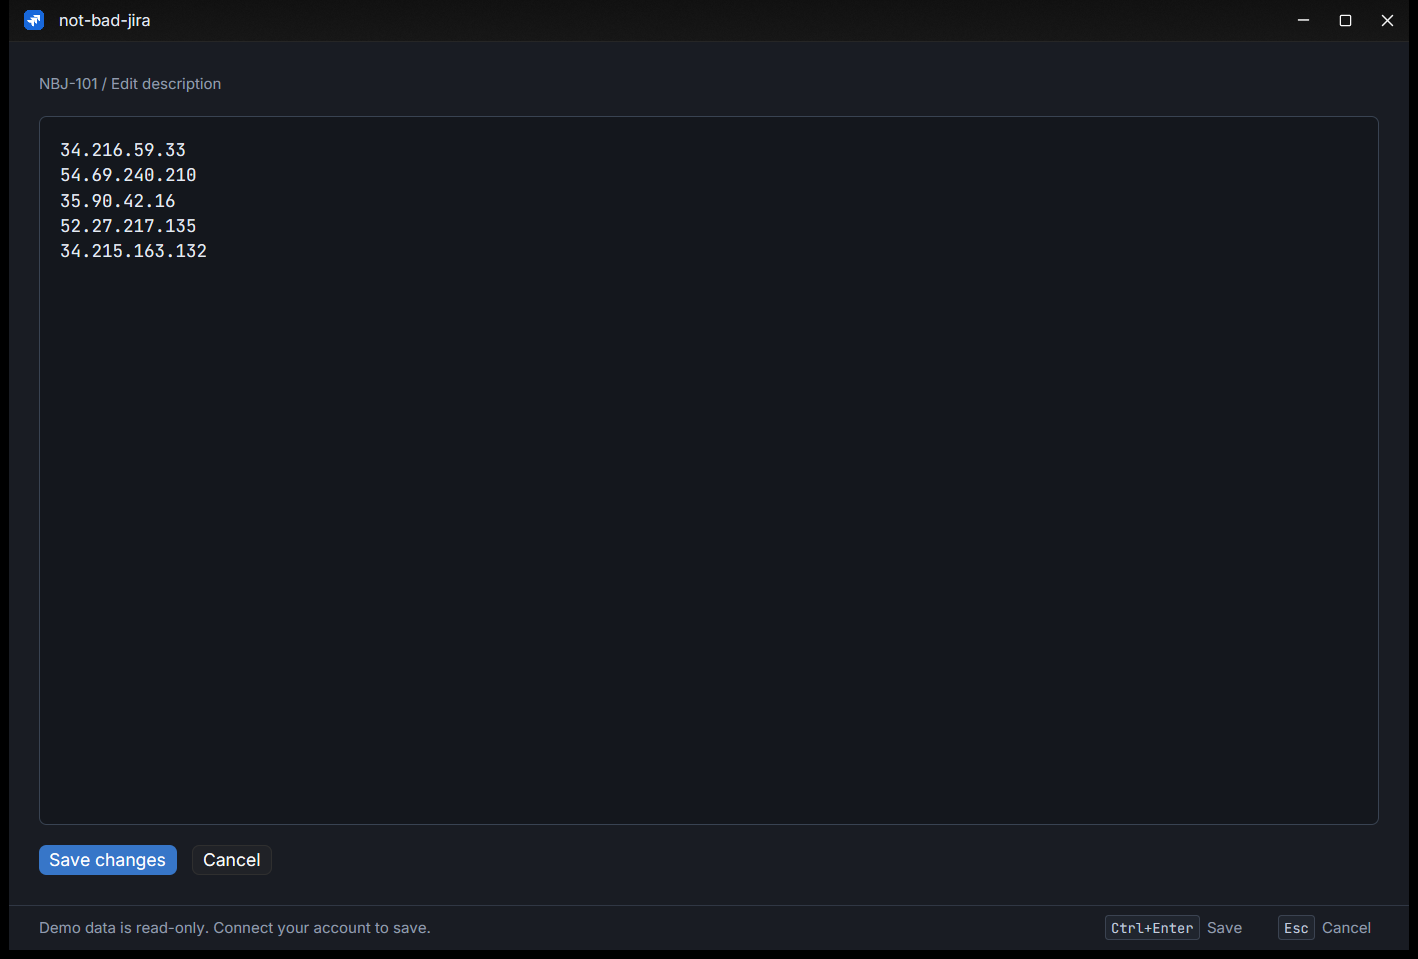 not-bad-jira
NBJ-101 / Edit description
34.216.59.33
54.69.240.210
35.90.42.16
52.27.217.135
34.215.163.132
Save changes
Cancel
Demo data is read-only. Connect your account to save.
Ctrl+Enter Save
Esc Cancel